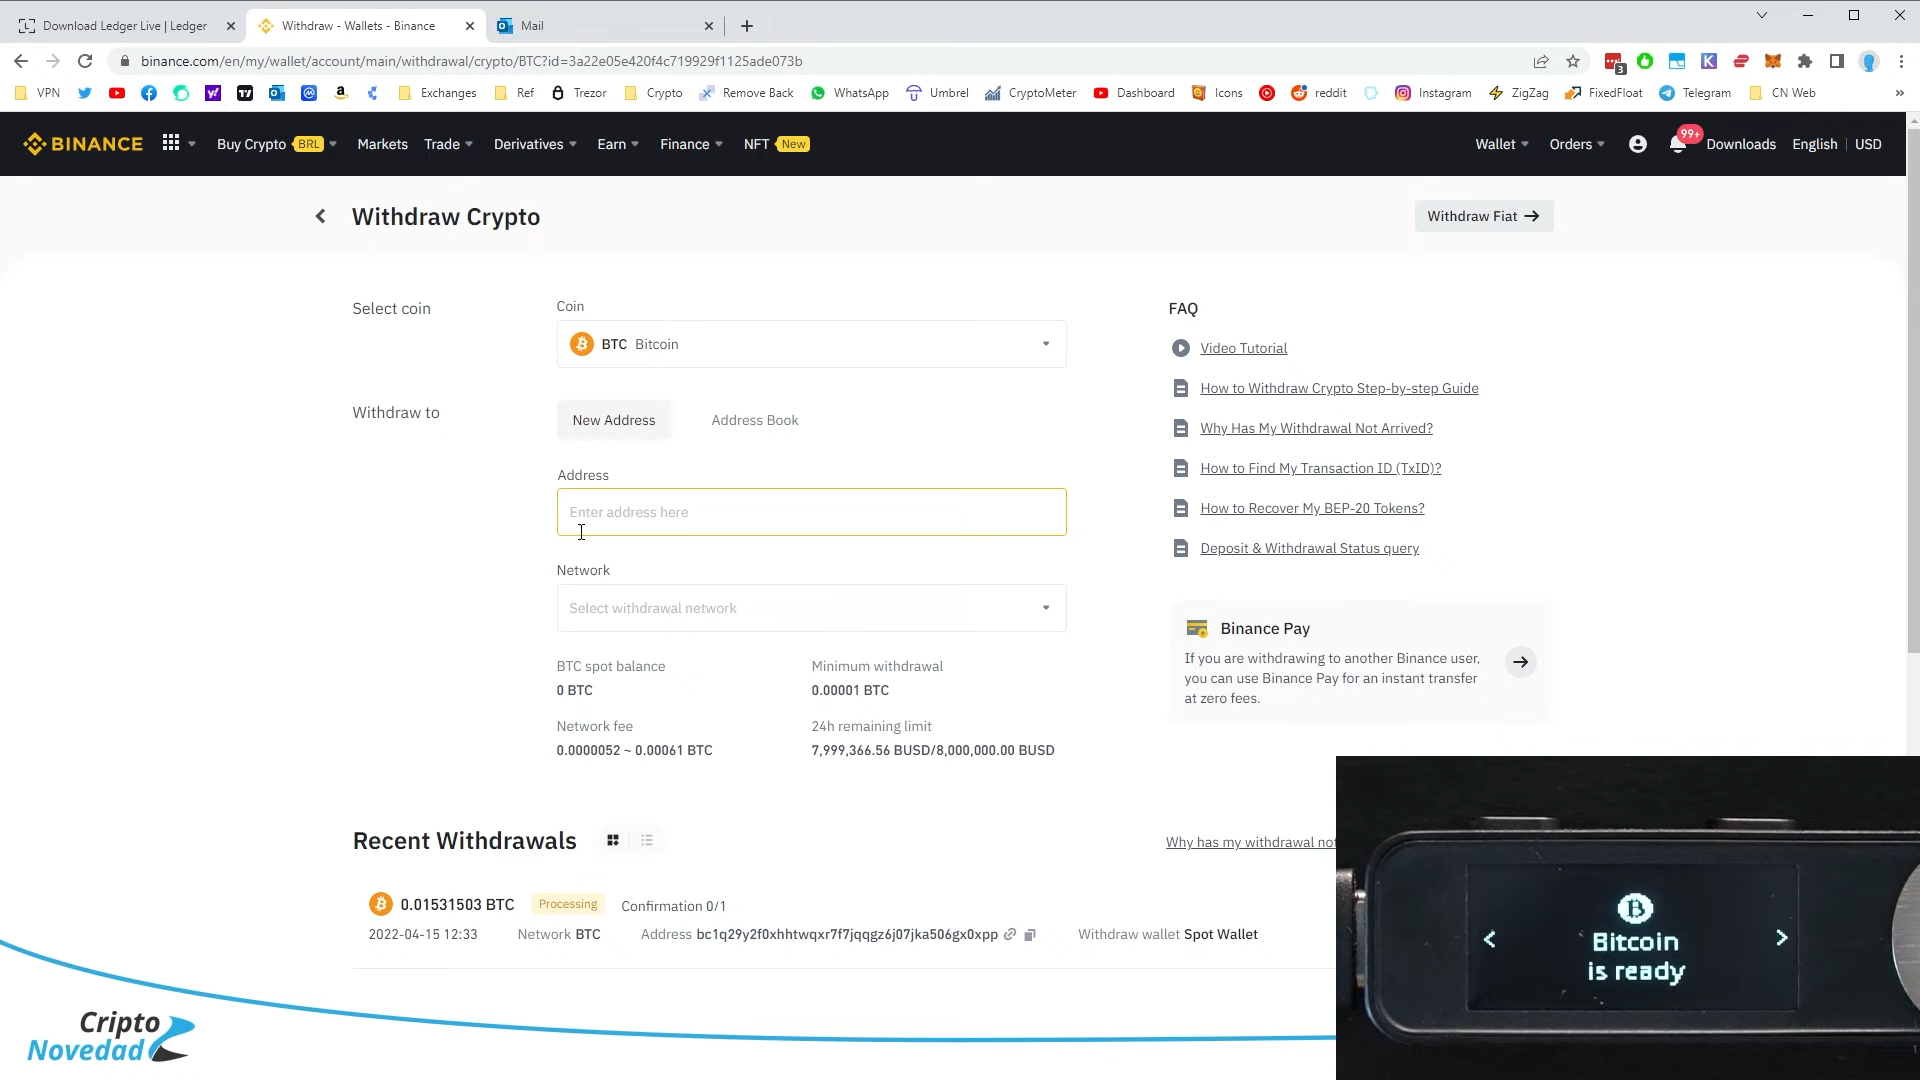 Download Ledger Live | Ledger
Withdraw - Wallets - Binance
Mail
binance.com/en/my/wallet/account/main/withdrawal/crypto/BTC?id=3a22e05e420f4c719929f1125ade073b
3
VPN
Exchanges
Ref
Trezor
Crypto
Remove Back
WhatsApp
Umbrel
CryptoMeter
Dashboard
Icons
reddit
Instagram
ZigZag
FixedFloat
Telegram
CN Web
»
BINANCE
Buy Crypto BRL
Markets
Trade
Derivatives
Earn
Finance
NFT New
Wallet
Orders
99+
Downloads
English
USD
Withdraw Crypto
Withdraw Fiat →
Select coin
Coin
BTC Bitcoin
Withdraw to
New Address
Address Book
Address
Enter address here
Network
Select withdrawal network
BTC spot balance
0 BTC
Minimum withdrawal
0.00001 BTC
Network fee
0.0000052 ~ 0.00061 BTC
24h remaining limit
7,999,366.56 BUSD/8,000,000.00 BUSD
FAQ
Video Tutorial
How to Withdraw Crypto Step-by-step Guide
Why Has My Withdrawal Not Arrived?
How to Find My Transaction ID (TxID)?
How to Recover My BEP-20 Tokens?
Deposit & Withdrawal Status query
Binance Pay
If you are withdrawing to another Binance user,
you can use Binance Pay for an instant transfer
at zero fees.
Recent Withdrawals
Why has my withdrawal not
0.01531503 BTC Processing Confirmation 0/1
2022-04-15 12:33 Network BTC Address bc1q29y2f0xhhtwqxr7f7jqqgz6j07jka506gx0xpp Withdraw wallet Spot Wallet
Cripto
Novedad
Bitcoin
is ready